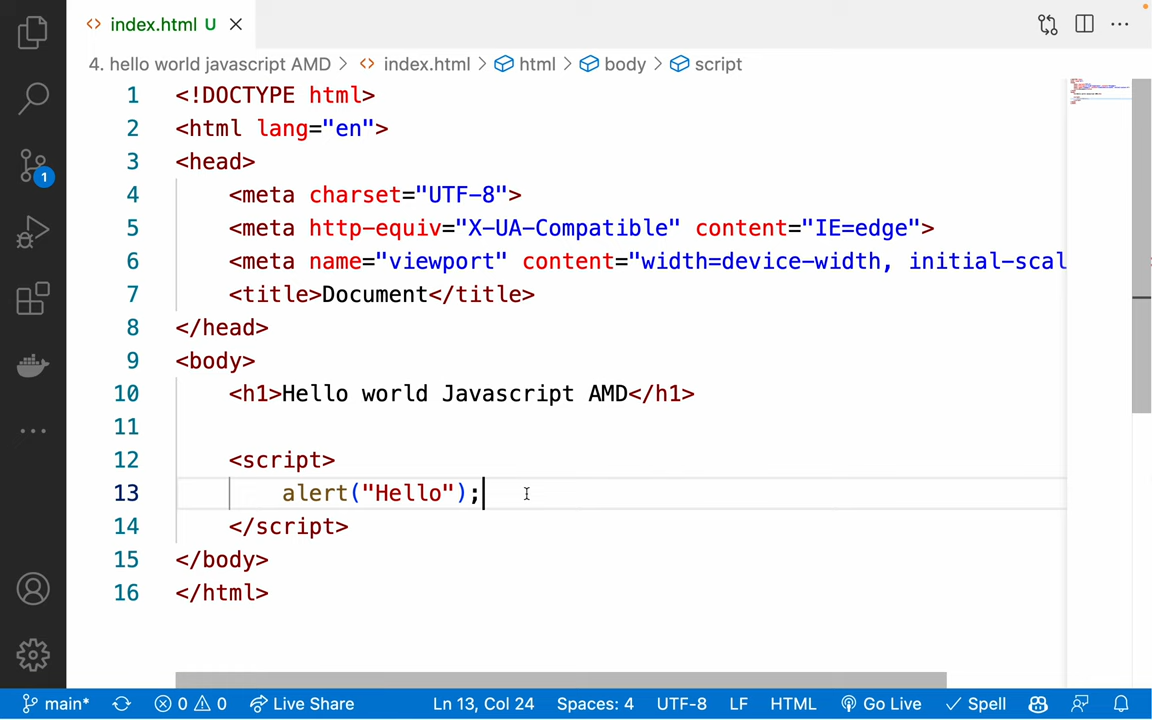 index.html U
4. hello world javascript AMD > index.html > html > body > script
1 <!DOCTYPE html>
2 <html lang="en">
3 <head>
4 <meta charset="UTF-8">
5 <meta http-equiv="X-UA-Compatible" content="IE=edge">
6 <meta name="viewport" content="width=device-width, initial-scal
7 <title>Document</title>
8 </head>
9 <body>
10 <h1>Hello world Javascript AMD</h1>
11
12 <script>
13 alert("Hello");
14 </script>
15 </body>
16 </html>
1
main* 0 0 Live Share Ln 13, Col 24 Spaces: 4 UTF-8 LF HTML Go Live Spell